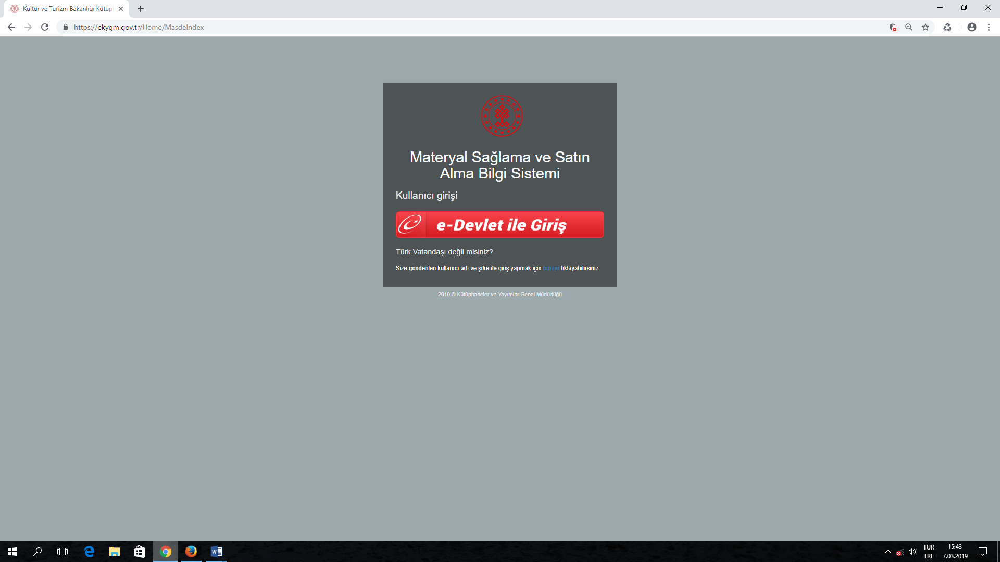 Kültür ve Turizm Bakanlığı Kütüp
https://ekygm.gov.tr/Home/MasdeIndex
Materyal Sağlama ve Satın
Alma Bilgi Sistemi
Kullanıcı girişi
e-Devlet ile Giriş
Türk Vatandaşı değil misiniz?
Size gönderilen kullanıcı adı ve şifre ile giriş yapmak için burayı tıklayabilirsiniz.
2019 © Kütüphaneler ve Yayımlar Genel Müdürlüğü
TUR
TRF
15:43
7.03.2019